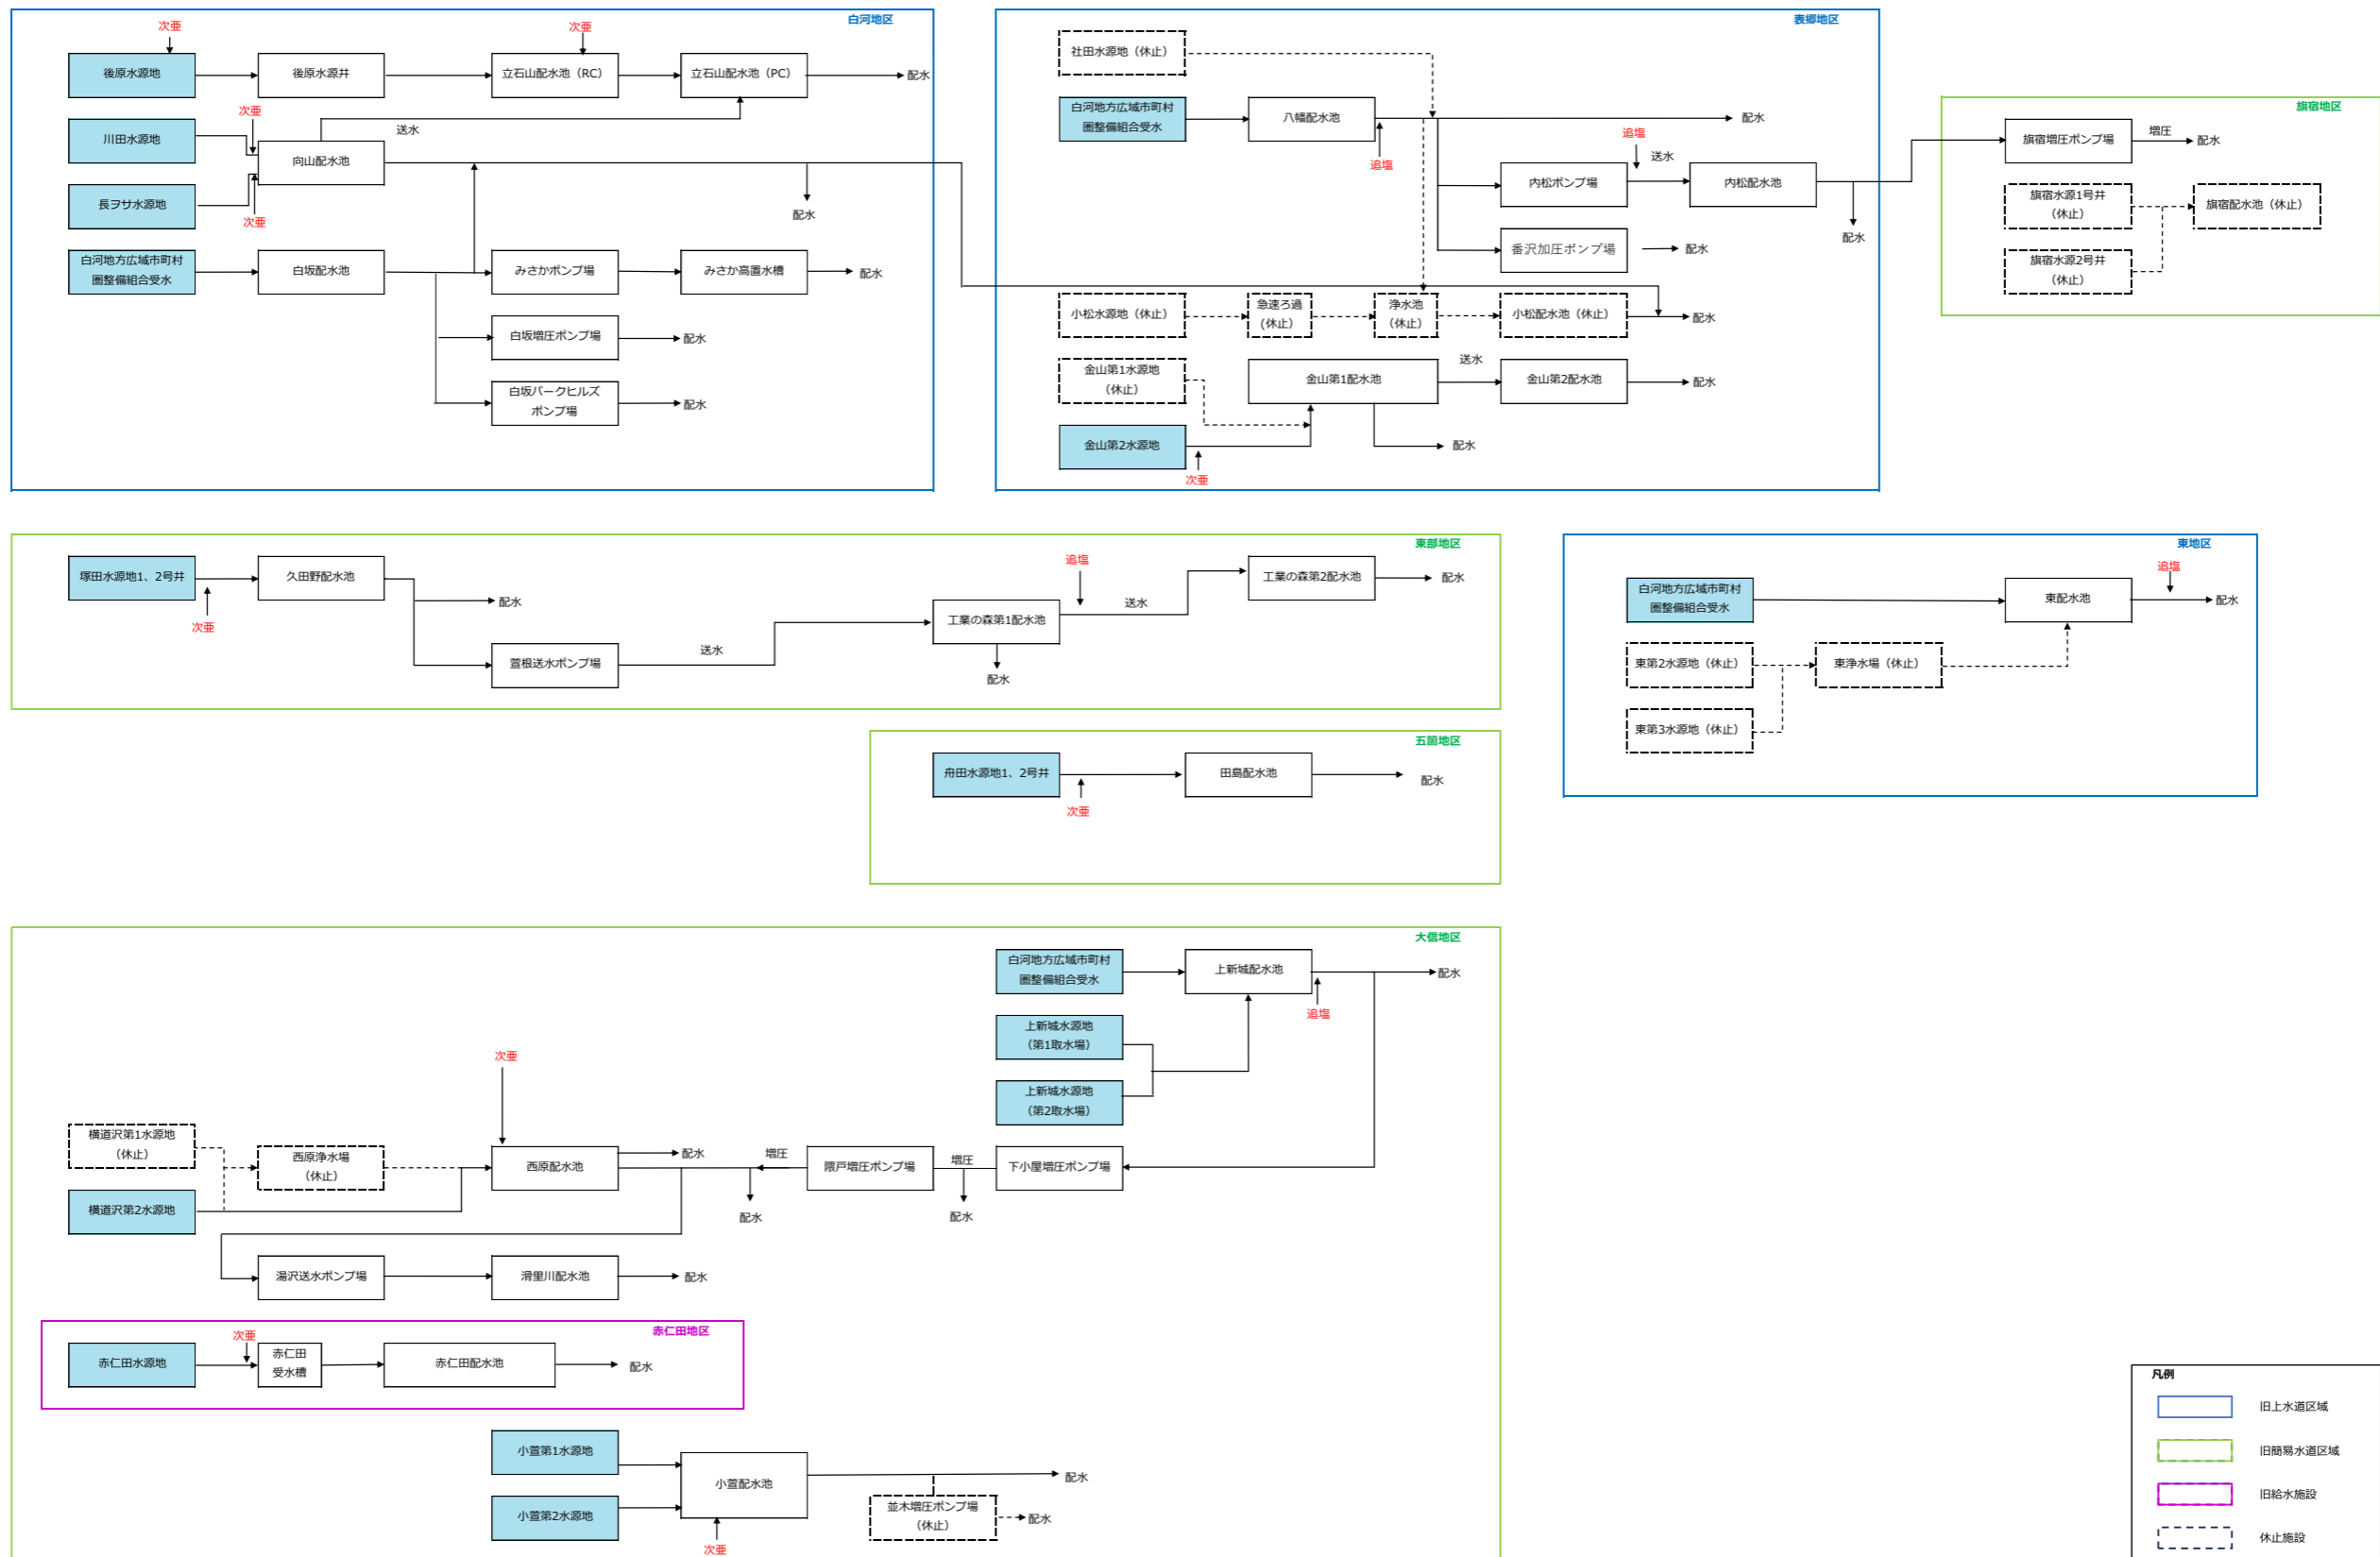 白河地区
次亜
次亜
後原水源地
後原水源井
立石山配水池（RC）
立石山配水池（PC）
配水
次亜
川田水源地
送水
向山配水池
長ヲサ水源地
次亜
配水
白河地方広域市町村
圏整備組合受水
白坂配水池
みさかポンプ場
みさか高置水槽
配水
白坂増圧ポンプ場
配水
白坂パークヒルズ
ポンプ場
配水
表郷地区
社田水源地（休止）
白河地方広域市町村
圏整備組合受水
八幡配水池
配水
追塩
追塩
送水
内松ポンプ場
内松配水池
配水
番沢加圧ポンプ場
配水
小松水源地（休止）
急速ろ過
（休止）
浄水池
（休止）
小松配水池（休止）
配水
金山第1水源地
（休止）
金山第1配水池
送水
金山第2配水池
配水
金山第2水源地
配水
次亜
旗宿地区
旗宿増圧ポンプ場
増圧
配水
旗宿水源1号井
（休止）
旗宿配水池（休止）
旗宿水源2号井
（休止）
東部地区
塚田水源地1、2号井
次亜
久田野配水池
配水
萱根送水ポンプ場
送水
工業の森第1配水池
配水
追塩
送水
工業の森第2配水池
配水
東地区
白河地方広域市町村
圏整備組合受水
東配水池
追塩
配水
東第2水源地（休止）
東浄水場（休止）
東第3水源地（休止）
五箇地区
舟田水源地1、2号井
次亜
田島配水池
配水
大信地区
白河地方広域市町村
圏整備組合受水
上新城配水池
配水
追塩
上新城水源地
（第1取水場）
上新城水源地
（第2取水場）
次亜
横道沢第1水源地
（休止）
西原浄水場
（休止）
西原配水池
配水
増圧
隈戸増圧ポンプ場
増圧
下小屋増圧ポンプ場
横道沢第2水源地
配水
配水
湯沢送水ポンプ場
滑里川配水池
配水
赤仁田地区
次亜
赤仁田水源地
赤仁田
受水槽
赤仁田配水池
配水
小萱第1水源地
小萱配水池
配水
小萱第2水源地
並木増圧ポンプ場
（休止）
配水
次亜
凡例
旧上水道区域
旧簡易水道区域
旧給水施設
休止施設